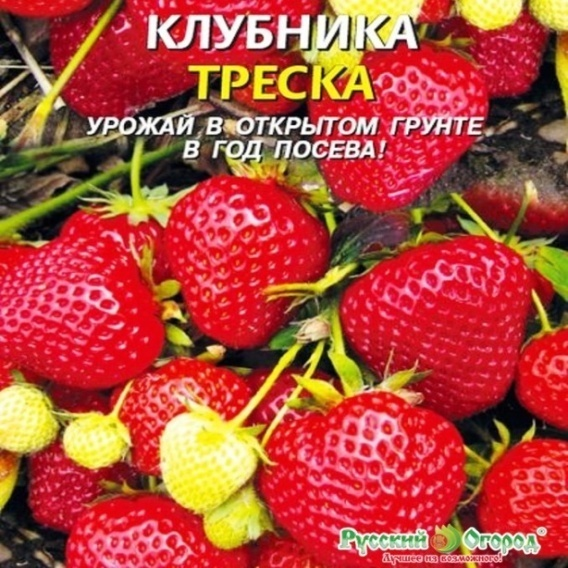 КЛУБНИКА
ТРЕСКА
УРОЖАЙ В ОТКРЫТОМ ГРУНТЕ
В ГОД ПОСЕВА!
Русский Огород®
Лучшее из возможного!